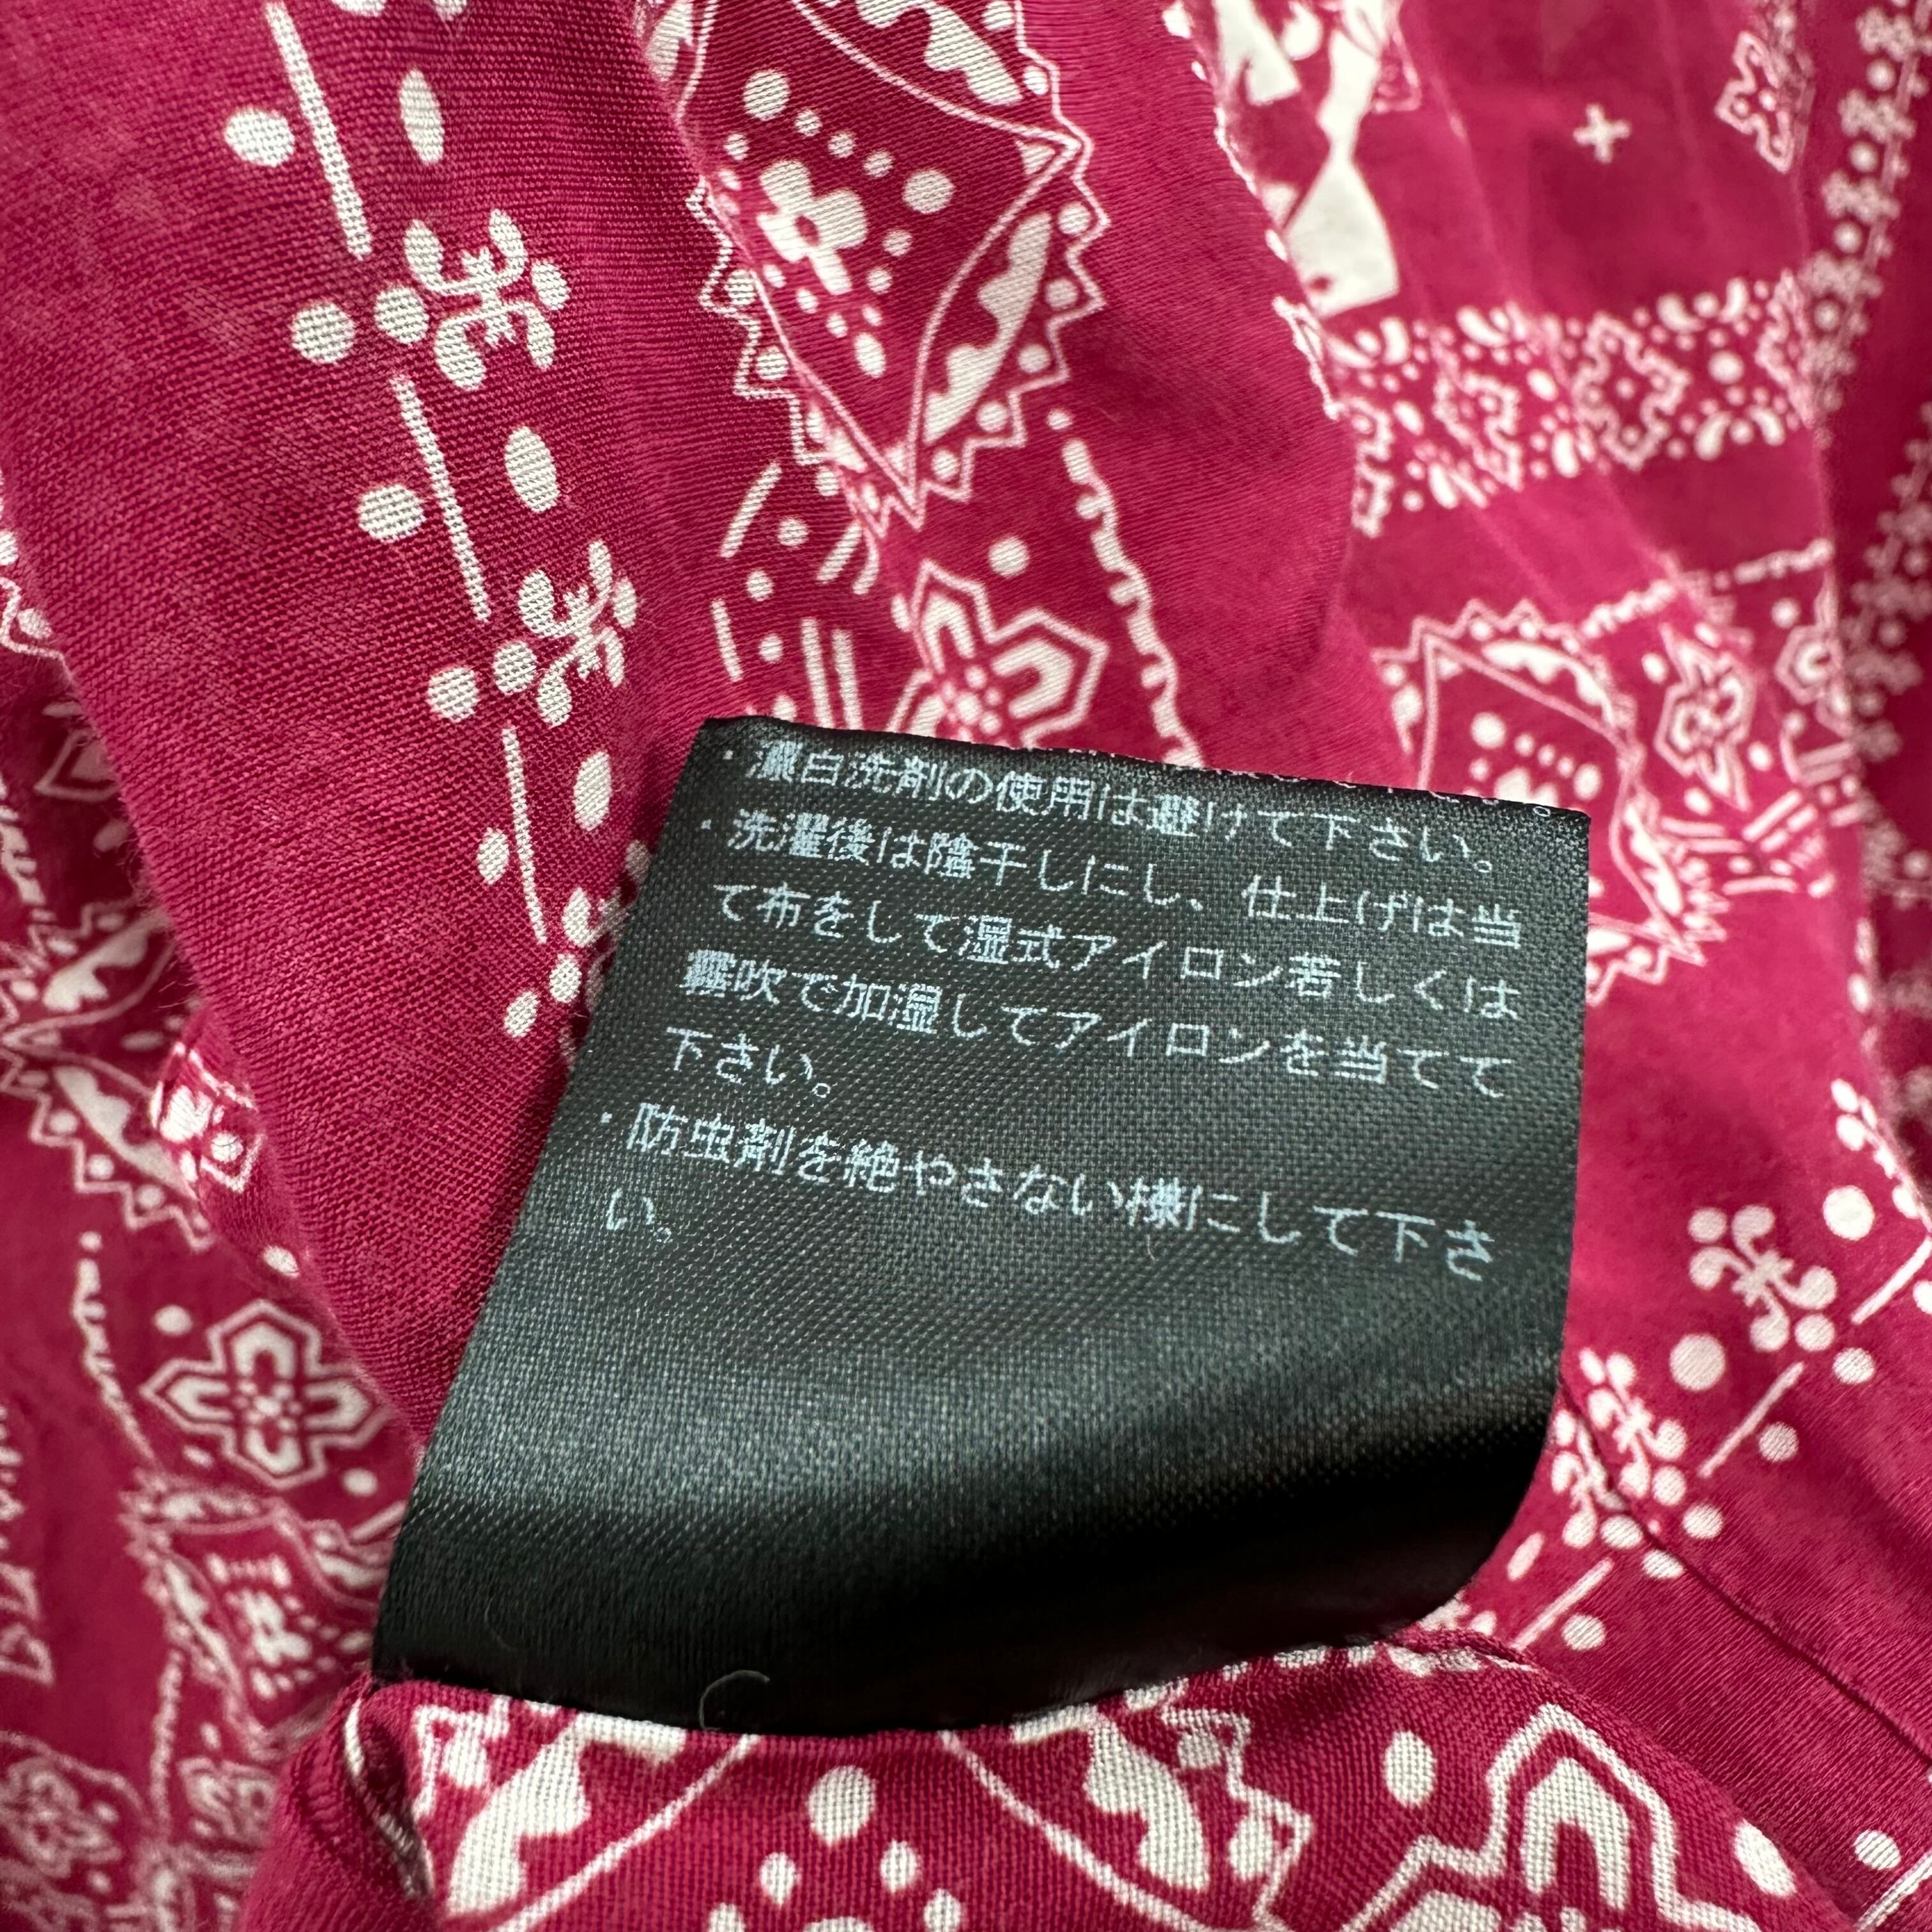 ・漂白洗剤の使用は避けて下さい。
・洗濯後は陰干しにし、仕上げは当
て布をして湿式アイロン若しくは
霧吹で加湿してアイロンを当てて
下さい。
・防虫剤を絶やさない様にして下さ
い。